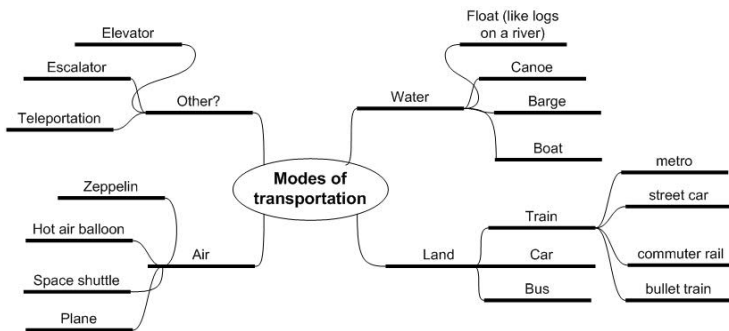 Modes of
transportation
Other?
Elevator
Escalator
Teleportation
Water
Float (like logs
on a river)
Canoe
Barge
Boat
Air
Zeppelin
Hot air balloon
Space shuttle
Plane
Land
Train
metro
street car
commuter rail
bullet train
Car
Bus